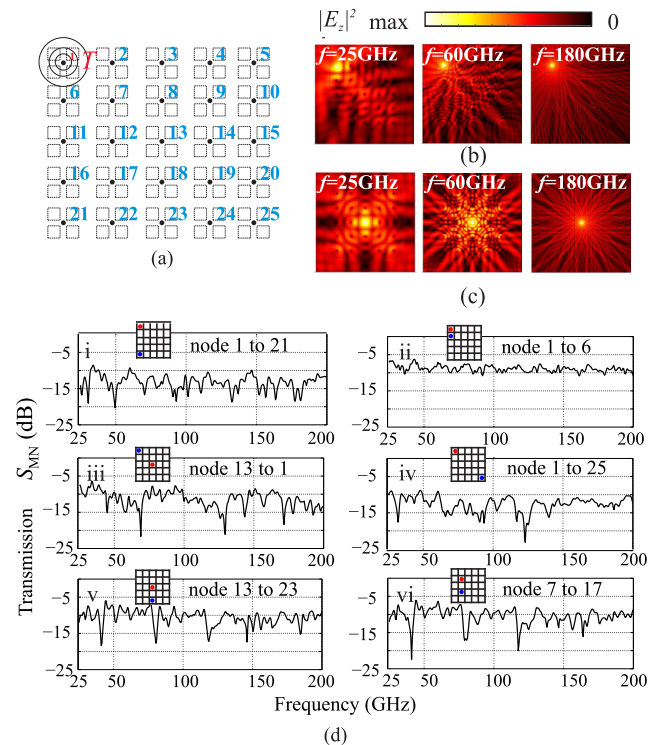 |E_z|² max 0
1 T 2 3 4 5
6 7 8 9 10
11 12 13 14 15
16 17 18 19 20
21 22 23 24 25
(a)
f=25GHz f=60GHz f=180GHz
(b)
f=25GHz f=60GHz f=180GHz
(c)
Transmission S_MN (dB)
i node 1 to 21
−5
−15
−25
25 50 100 150 200
ii node 1 to 6
−5
−15
−25
25 50 100 150 200
iii node 13 to 1
−5
−15
−25
25 50 100 150 200
iv node 1 to 25
−5
−15
−25
25 50 100 150 200
v node 13 to 23
−5
−15
−25
25 50 100 150 200
vi node 7 to 17
−5
−15
−25
25 50 100 150 200
Frequency (GHz)
(d)